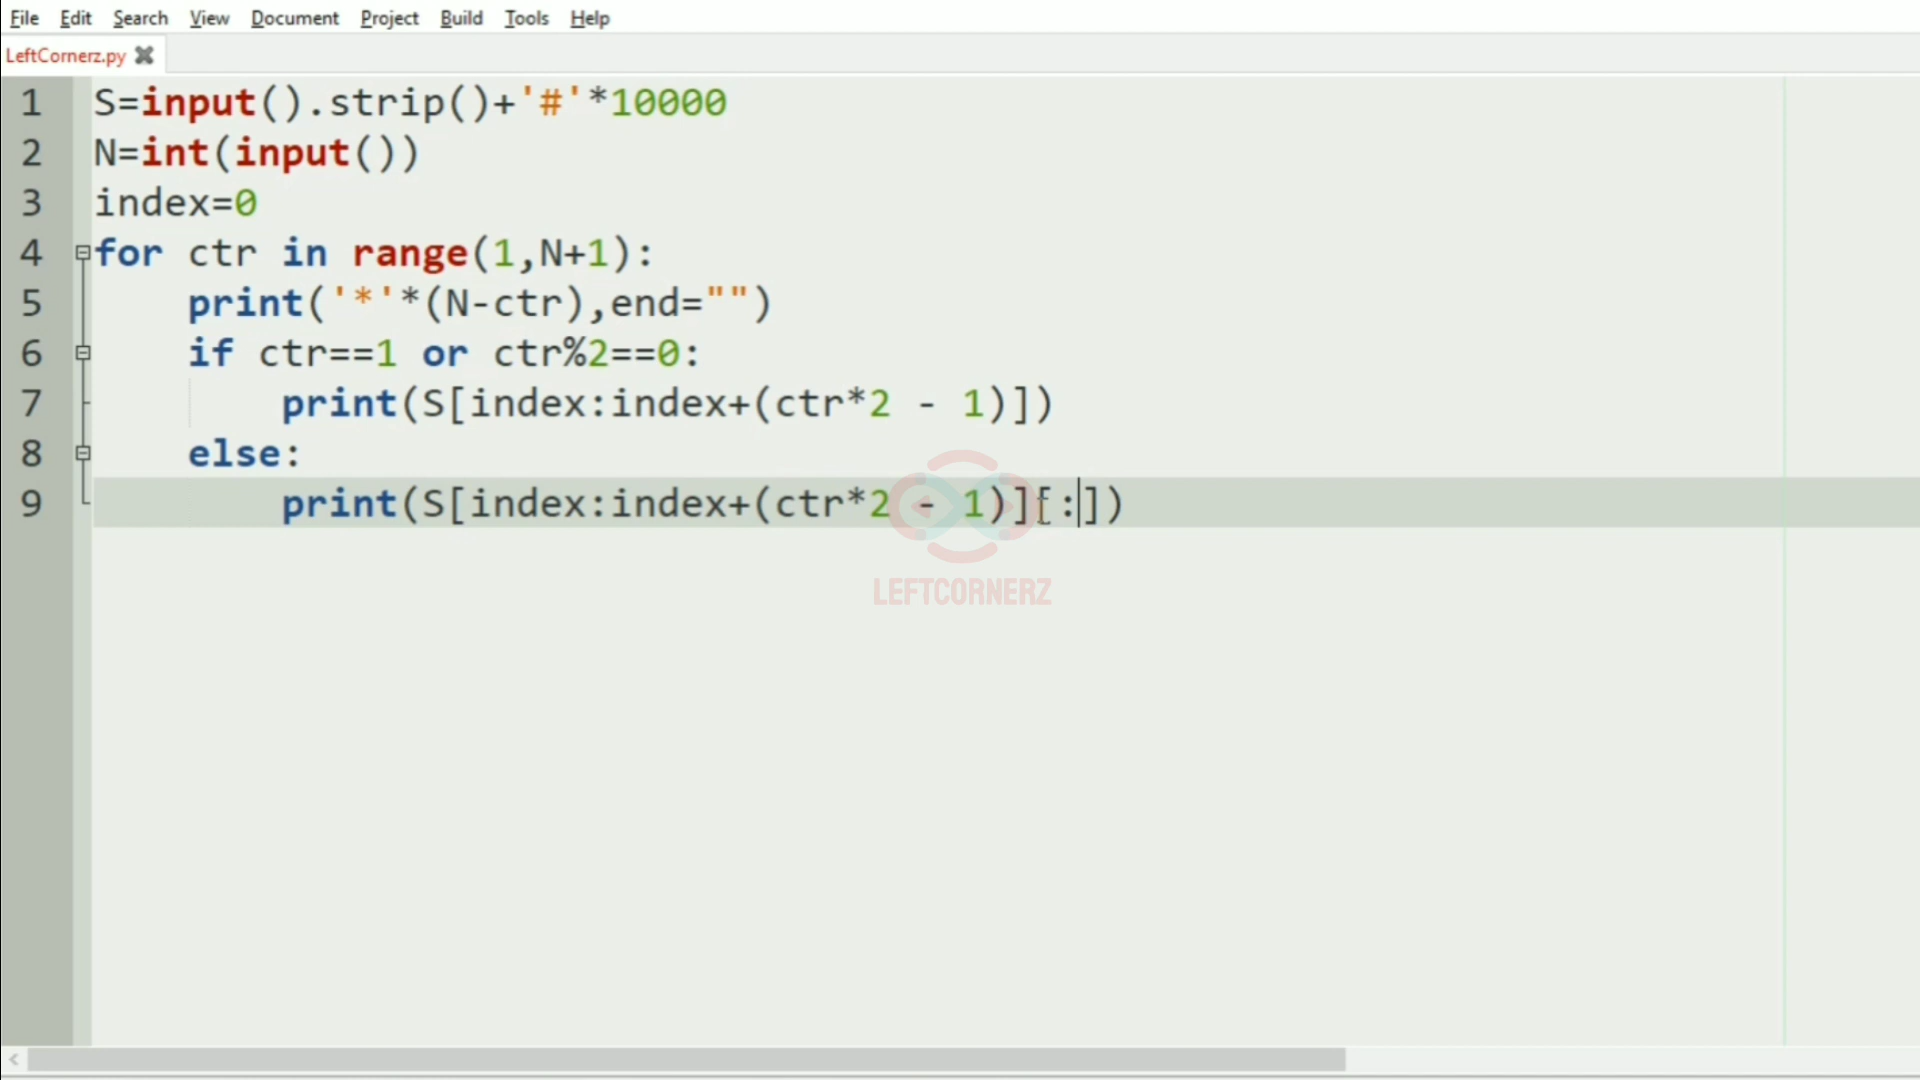 File Edit Search View Document Project Build Tools Help
LeftCornerz.py
1 S=input().strip()+'#'*10000
2 N=int(input())
3 index=0
4 for ctr in range(1,N+1):
5     print('*'*(N-ctr),end="")
6     if ctr==1 or ctr%2==0:
7         print(S[index:index+(ctr*2 - 1)])
8     else:
9         print(S[index:index+(ctr*2 - 1)][:])
LEFTCORNERZ